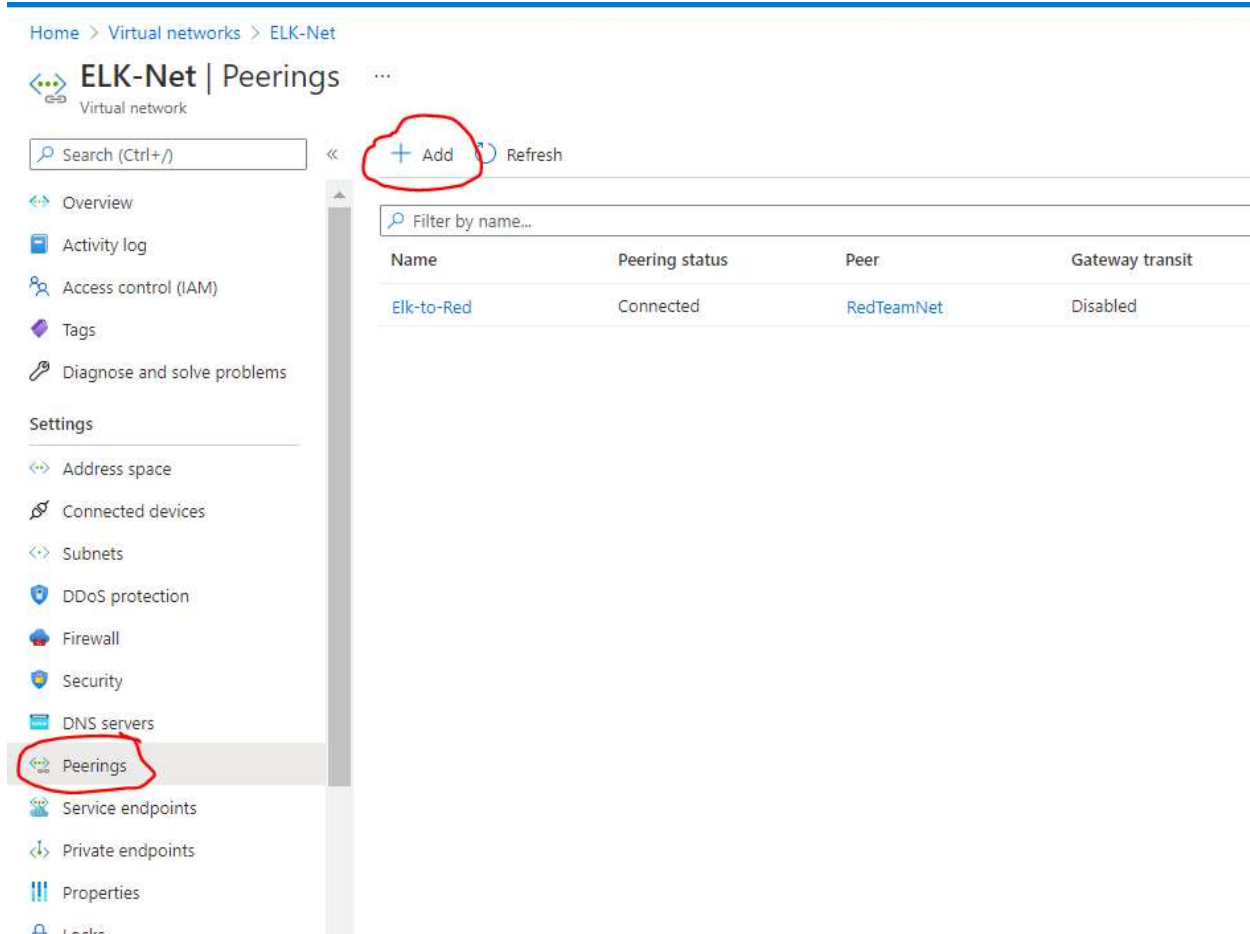 Home > Virtual networks > ELK-Net
ELK-Net | Peerings ...
Virtual network
Search (Ctrl+/) «
Overview
Activity log
Access control (IAM)
Tags
Diagnose and solve problems
Settings
Address space
Connected devices
Subnets
DDoS protection
Firewall
Security
DNS servers
Peerings
Service endpoints
Private endpoints
Properties
Locks
+ Add Refresh
Filter by name...
Name Peering status Peer Gateway transit
Elk-to-Red Connected RedTeamNet Disabled